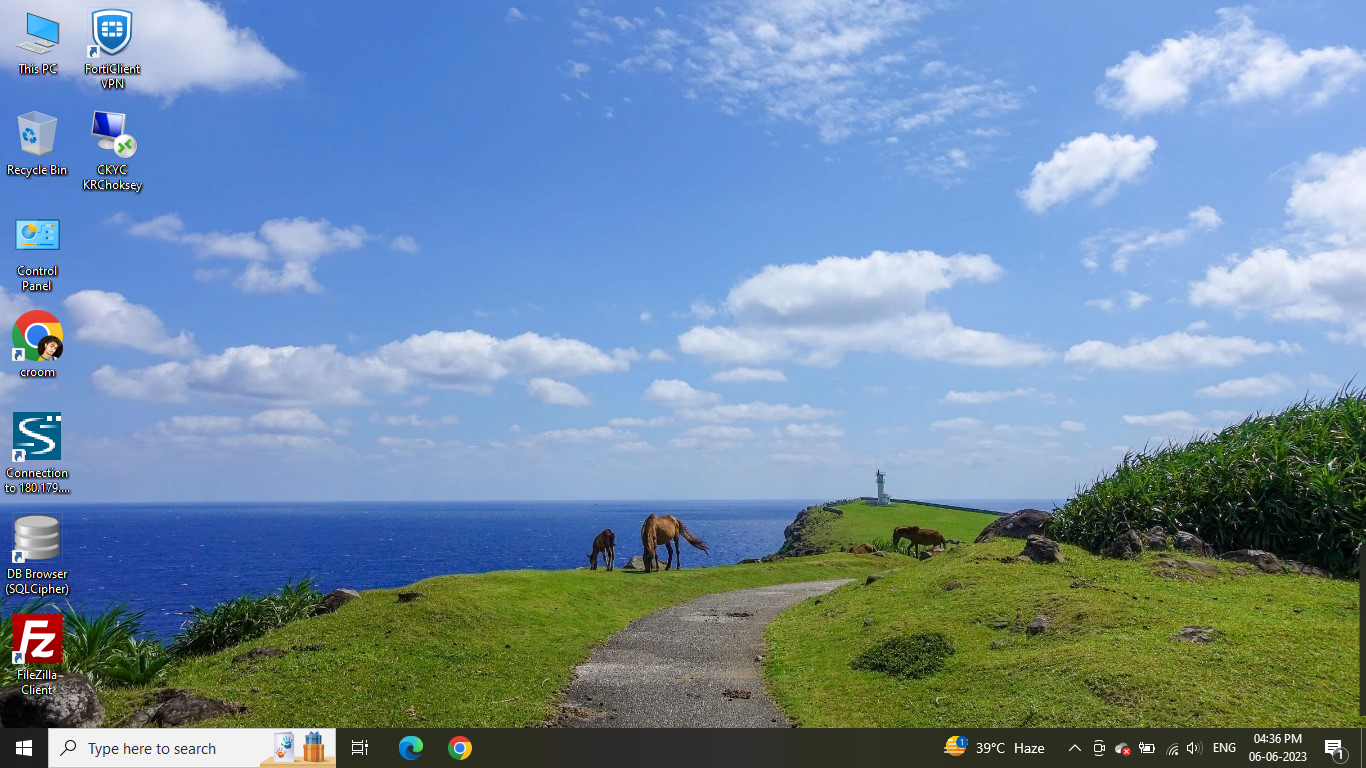 This PC
FortiClient
VPN
Recycle Bin
CKYC
KRChoksey
Control
Panel
croom
Connection
to 180.179....
DB Browser
(SQLCipher)
FileZilla
Client
Type here to search
1
39°C Haze
ENG
04:36 PM
06-06-2023
1